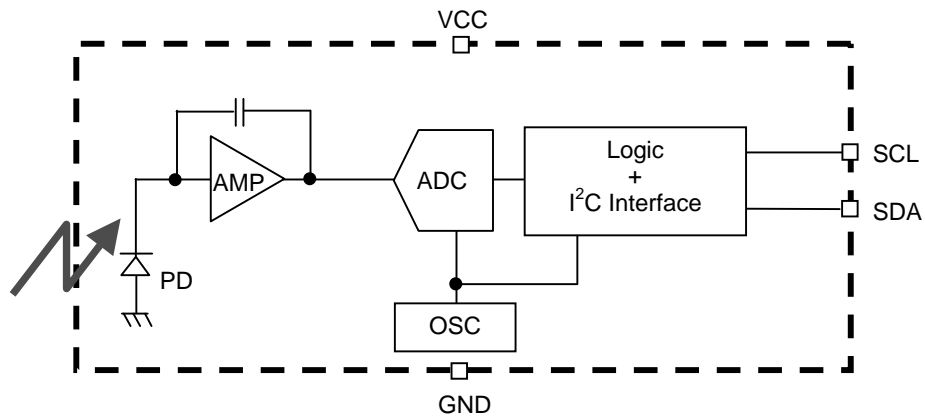 VCC
AMP
ADC
Logic
+
I²C Interface
SCL
SDA
PD
OSC
GND